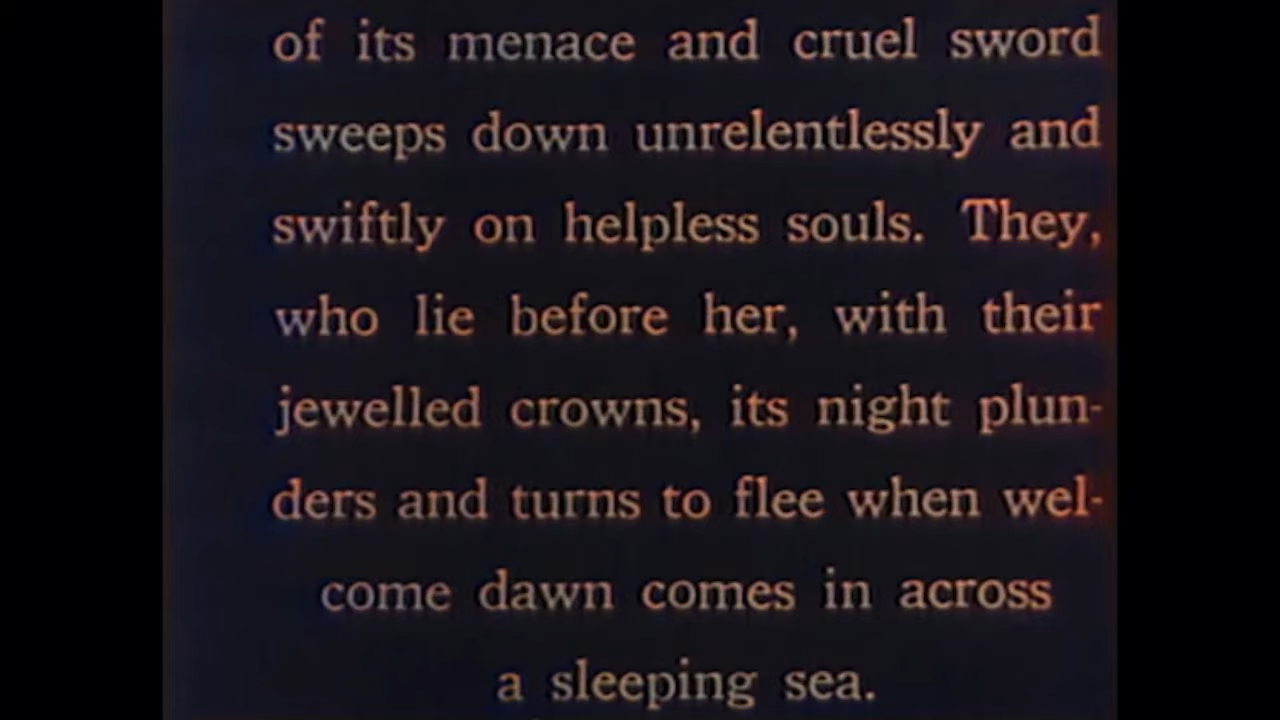 of its menace and cruel sword
sweeps down unrelentlessly and
swiftly on helpless souls. They,
who lie before her, with their
jewelled crowns, its night plun-
ders and turns to flee when wel-
come dawn comes in across
a sleeping sea.